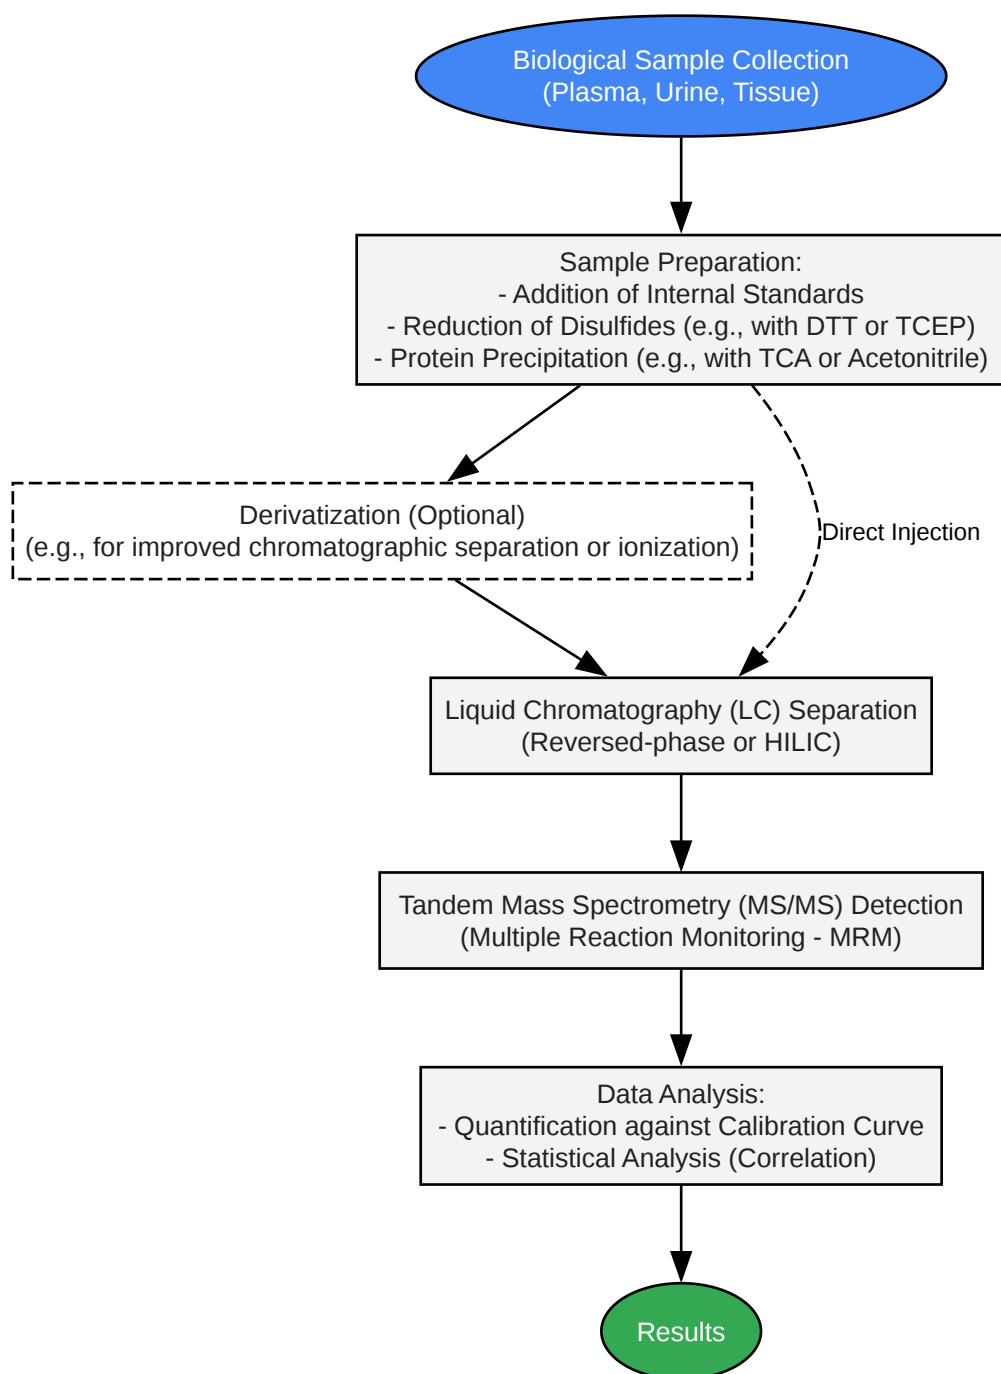 Biological Sample Collection
(Plasma, Urine, Tissue)
Sample Preparation:
- Addition of Internal Standards
- Reduction of Disulfides (e.g., with DTT or TCEP)
- Protein Precipitation (e.g., with TCA or Acetonitrile)
Derivatization (Optional)
(e.g., for improved chromatographic separation or ionization)
Direct Injection
Liquid Chromatography (LC) Separation
(Reversed-phase or HILIC)
Tandem Mass Spectrometry (MS/MS) Detection
(Multiple Reaction Monitoring - MRM)
Data Analysis:
- Quantification against Calibration Curve
- Statistical Analysis (Correlation)
Results